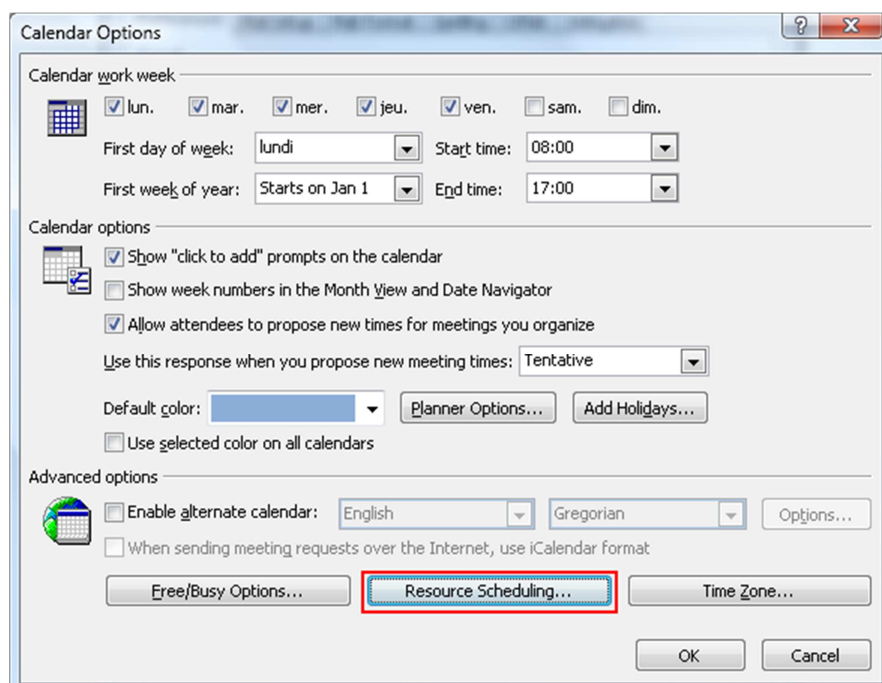 Calendar Options
Calendar work week
lun. mar. mer. jeu. ven. sam. dim.
First day of week: lundi Start time: 08:00
First week of year: Starts on Jan 1 End time: 17:00
Calendar options
Show "click to add" prompts on the calendar
Show week numbers in the Month View and Date Navigator
Allow attendees to propose new times for meetings you organize
Use this response when you propose new meeting times: Tentative
Default color: Planner Options... Add Holidays...
Use selected color on all calendars
Advanced options
Enable alternate calendar: English Gregorian Options...
When sending meeting requests over the Internet, use iCalendar format
Free/Busy Options... Resource Scheduling... Time Zone...
OK Cancel